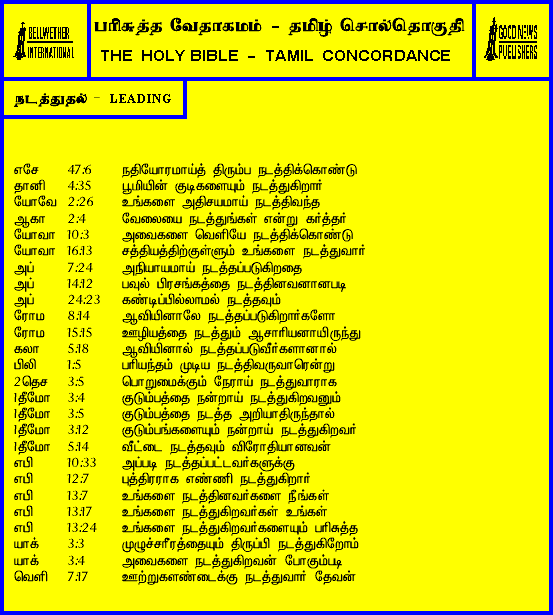 BELLWETHER
INTERNATIONAL
பரிசுத்த வேதாகமம் - தமிழ் சொல்தொகுதி
THE HOLY BIBLE - TAMIL CONCORDANCE
GOOD NEWS
PUBLISHERS
நடத்துதல் - LEADING
எசே 47:6 நதியோரமாய்த் திரும்ப நடத்திக்கொண்டு
தானி 4:35 பூமியின் குடிகளையும் நடத்துகிறார்
யோவே 2:26 உங்களை அதிசயமாய் நடத்திவந்த
ஆகா 2:4 வேலையை நடத்துங்கள் என்று கர்த்தர்
யோவா 10:3 அவைகளை வெளியே நடத்திக்கொண்டு
யோவா 16:13 சத்தியத்திற்குள்ளும் உங்களை நடத்துவார்
அப் 7:24 அநியாயமாய் நடத்தப்படுகிறதை
அப் 14:12 பவுல் பிரசங்கத்தை நடத்தினவனானபடி
அப் 24:23 கண்டிப்பில்லாமல் நடத்தவும்
ரோம 8:14 ஆவியினாலே நடத்தப்படுகிறார்களோ
ரோம 15:15 ஊழியத்தை நடத்தும் ஆசாரியனாயிருந்து
கலா 5:18 ஆவியினால் நடத்தப்படுவீர்களானால்
பிலி 1:5 பரியந்தம் முடிய நடத்திவருவாரென்று
2தெச 3:5 பொறுமைக்கும் நேராய் நடத்துவாராக
1தீமோ 3:4 குடும்பத்தை நன்றாய் நடத்துகிறவனும்
1தீமோ 3:5 குடும்பத்தை நடத்த அறியாதிருந்தால்
1தீமோ 3:12 குடும்பங்களையும் நன்றாய் நடத்துகிறவர்
1தீமோ 5:14 வீட்டை நடத்தவும் விரோதியானவன்
எபி 10:33 அப்படி நடத்தப்பட்டவர்களுக்கு
எபி 12:7 புத்திரராக எண்ணி நடத்துகிறார்
எபி 13:7 உங்களை நடத்தினவர்களை நீங்கள்
எபி 13:17 உங்களை நடத்துகிறவர்கள் உங்கள்
எபி 13:24 உங்களை நடத்துகிறவர்களையும் பரிசுத்த
யாக் 3:3 முழுச்சரீரத்தையும் திருப்பி நடத்துகிறோம்
யாக் 3:4 அவைகளை நடத்துகிறவன் போகும்படி
வெளி 7:17 ஊற்றுகளண்டைக்கு நடத்துவார் தேவன்